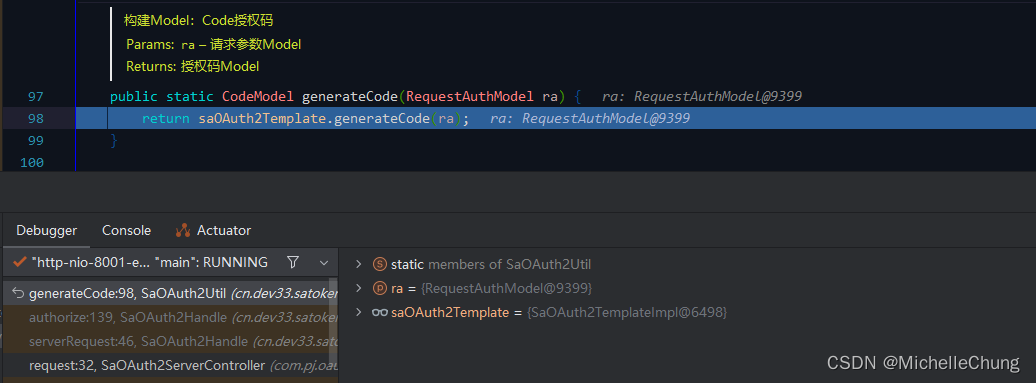 构建Model：Code授权码
Params: ra – 请求参数Model
Returns: 授权码Model
97 public static CodeModel generateCode(RequestAuthModel ra) { ra: RequestAuthModel@9399
98 return saOAuth2Template.generateCode(ra); ra: RequestAuthModel@9399
99 }
100
Debugger Console Actuator
"http-nio-8001-e... "main": RUNNING
generateCode:98, SaOAuth2Util (cn.dev33.satoken
authorize:139, SaOAuth2Handle (cn.dev33.satok
serverRequest:46, SaOAuth2Handle (cn.dev33.sa
request:32, SaOAuth2ServerController (com.pj.oau
static members of SaOAuth2Util
ra = {RequestAuthModel@9399}
saOAuth2Template = {SaOAuth2TemplateImpl@6498}
CSDN @MichelleChung